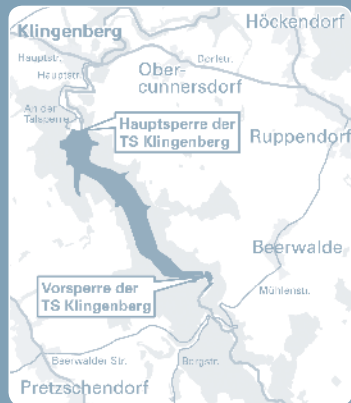 Klingenberg
Höckendorf
Hauptstr.
Hauptstr.
Dorfstr.
Ober-
cunnersdorf
An der
Talsperre
Hauptsperre der
TS Klingenberg
Ruppendorf
Beerwalde
Vorsperre der
TS Klingenberg
Mühlenstr.
Beerwalder Str.
Bergstr.
Pretzschendorf